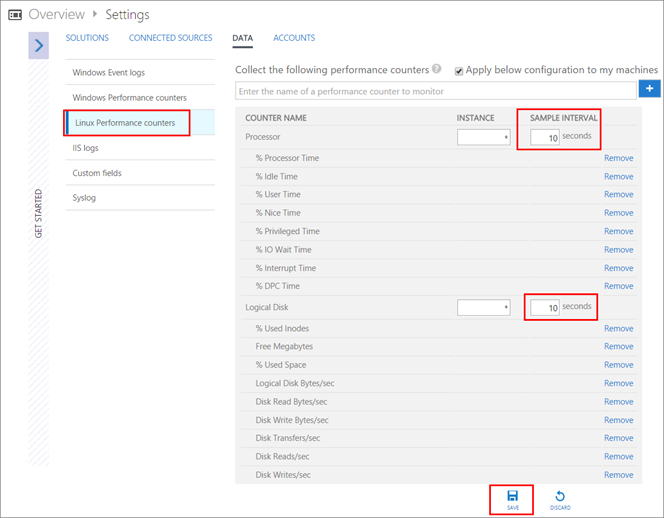 Overview Settings
SOLUTIONS CONNECTED SOURCES DATA ACCOUNTS
GET STARTED
Windows Event logs
Windows Performance counters
Linux Performance counters
IIS logs
Custom fields
Syslog
Collect the following performance counters ? Apply below configuration to my machines
Enter the name of a performance counter to monitor +
COUNTER NAME INSTANCE SAMPLE INTERVAL
Processor * 10 seconds
% Processor Time Remove
% Idle Time Remove
% User Time Remove
% Nice Time Remove
% Privileged Time Remove
% IO Wait Time Remove
% Interrupt Time Remove
% DPC Time Remove
Logical Disk * 10 seconds
% Used Inodes Remove
Free Megabytes Remove
% Used Space Remove
Logical Disk Bytes/sec Remove
Disk Read Bytes/sec Remove
Disk Write Bytes/sec Remove
Disk Transfers/sec Remove
Disk Reads/sec Remove
Disk Writes/sec Remove
SAVE DISCARD